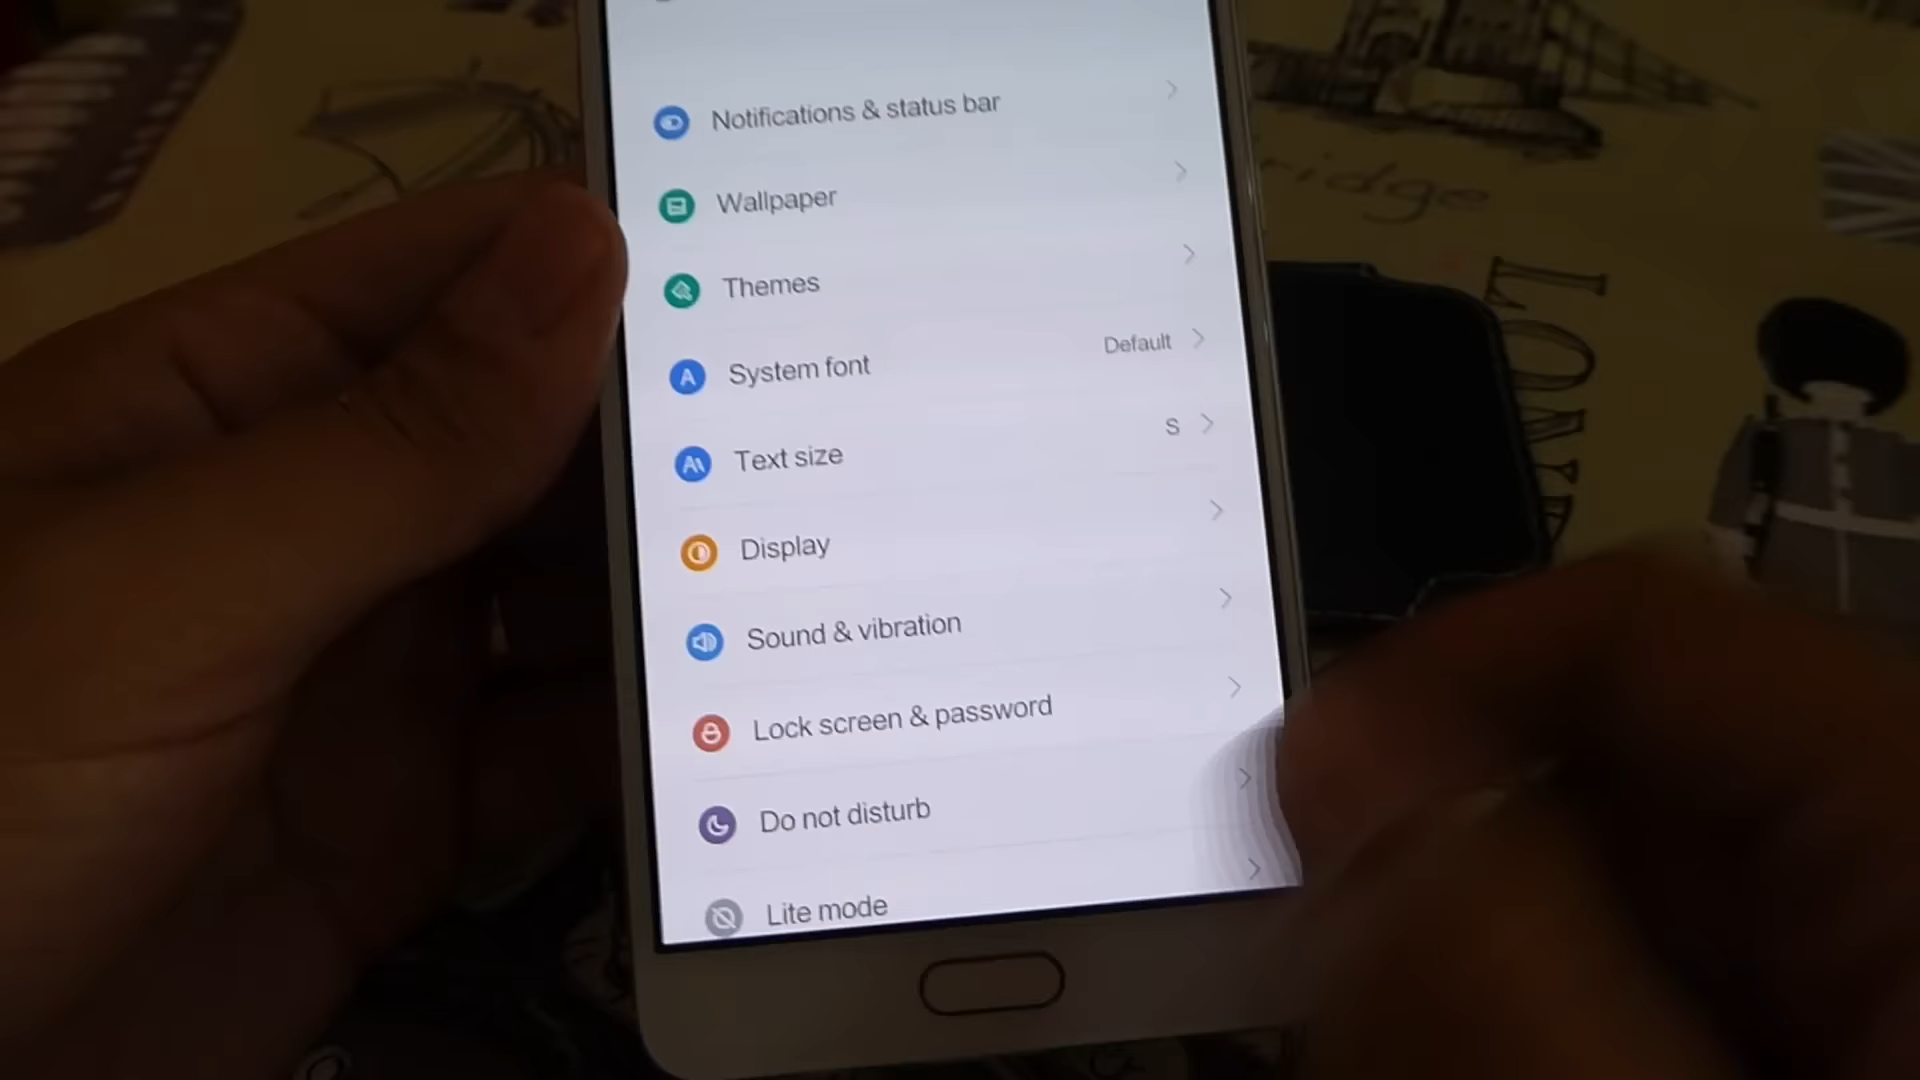 Notifications & status bar
Wallpaper
Themes
System font
Default
Text size
S
Display
Sound & vibration
Lock screen & password
Do not disturb
Lite mode
ridge